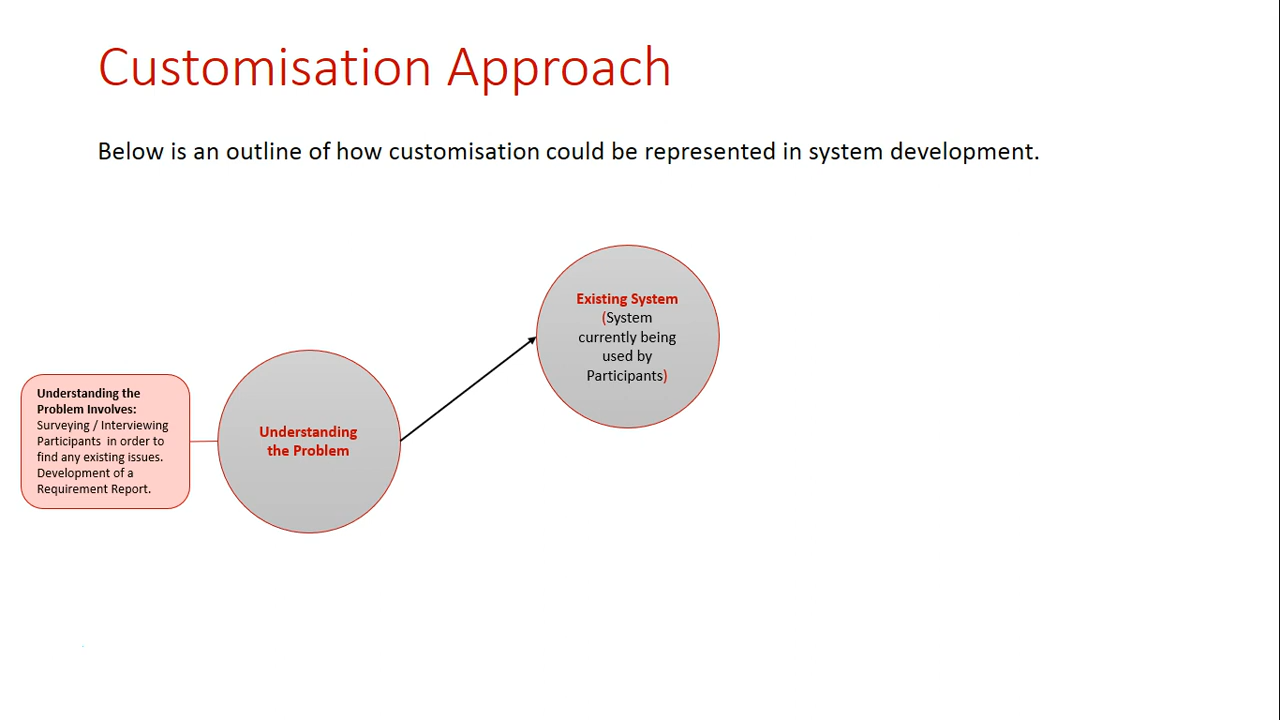 Customisation Approach
Below is an outline of how customisation could be represented in system development.
Existing System
(System
currently being
used by
Participants)
Understanding the
Problem Involves:
Surveying / Interviewing
Participants in order to
find any existing issues.
Development of a
Requirement Report.
Understanding
the Problem